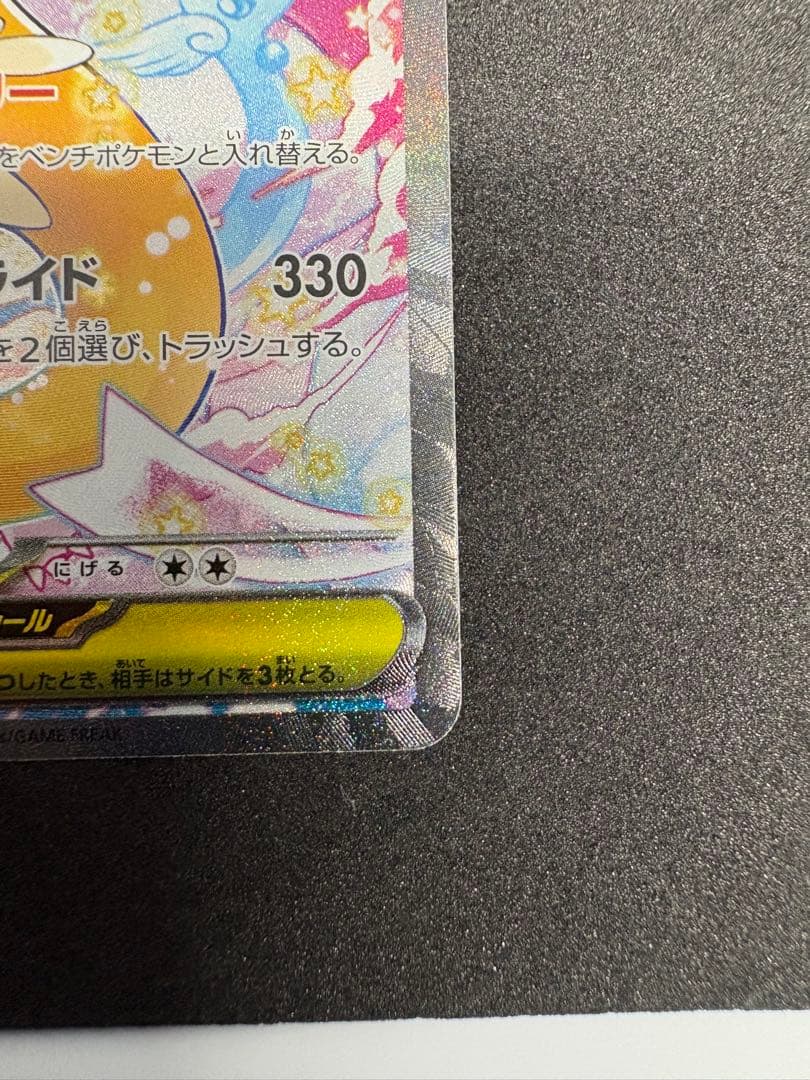 リー
をベンチポケモンと入れ替える。
ライド 330
を2個選び、トラッシュする。
にげる
ール
つしたとき、相手はサイドを3枚とる。
/GAME FREAK